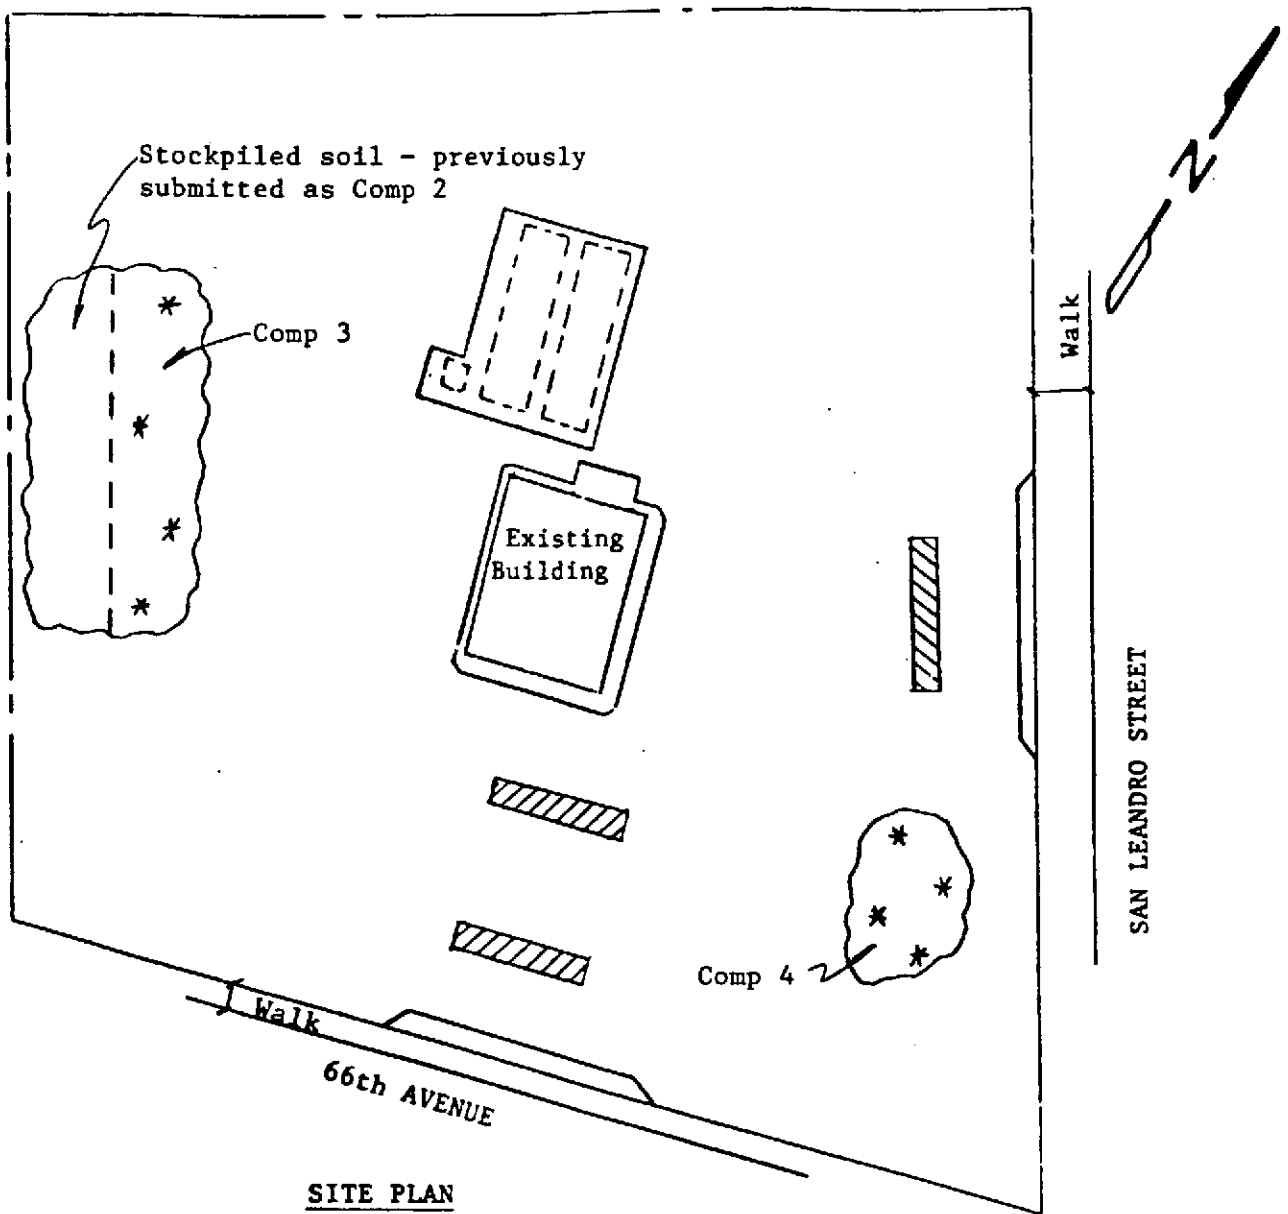 Stockpiled soil - previously
submitted as Comp 2
N
Comp 3
Walk
Existing
Building
SAN LEANDRO STREET
Comp 4
Walk
66th AVENUE
SITE PLAN